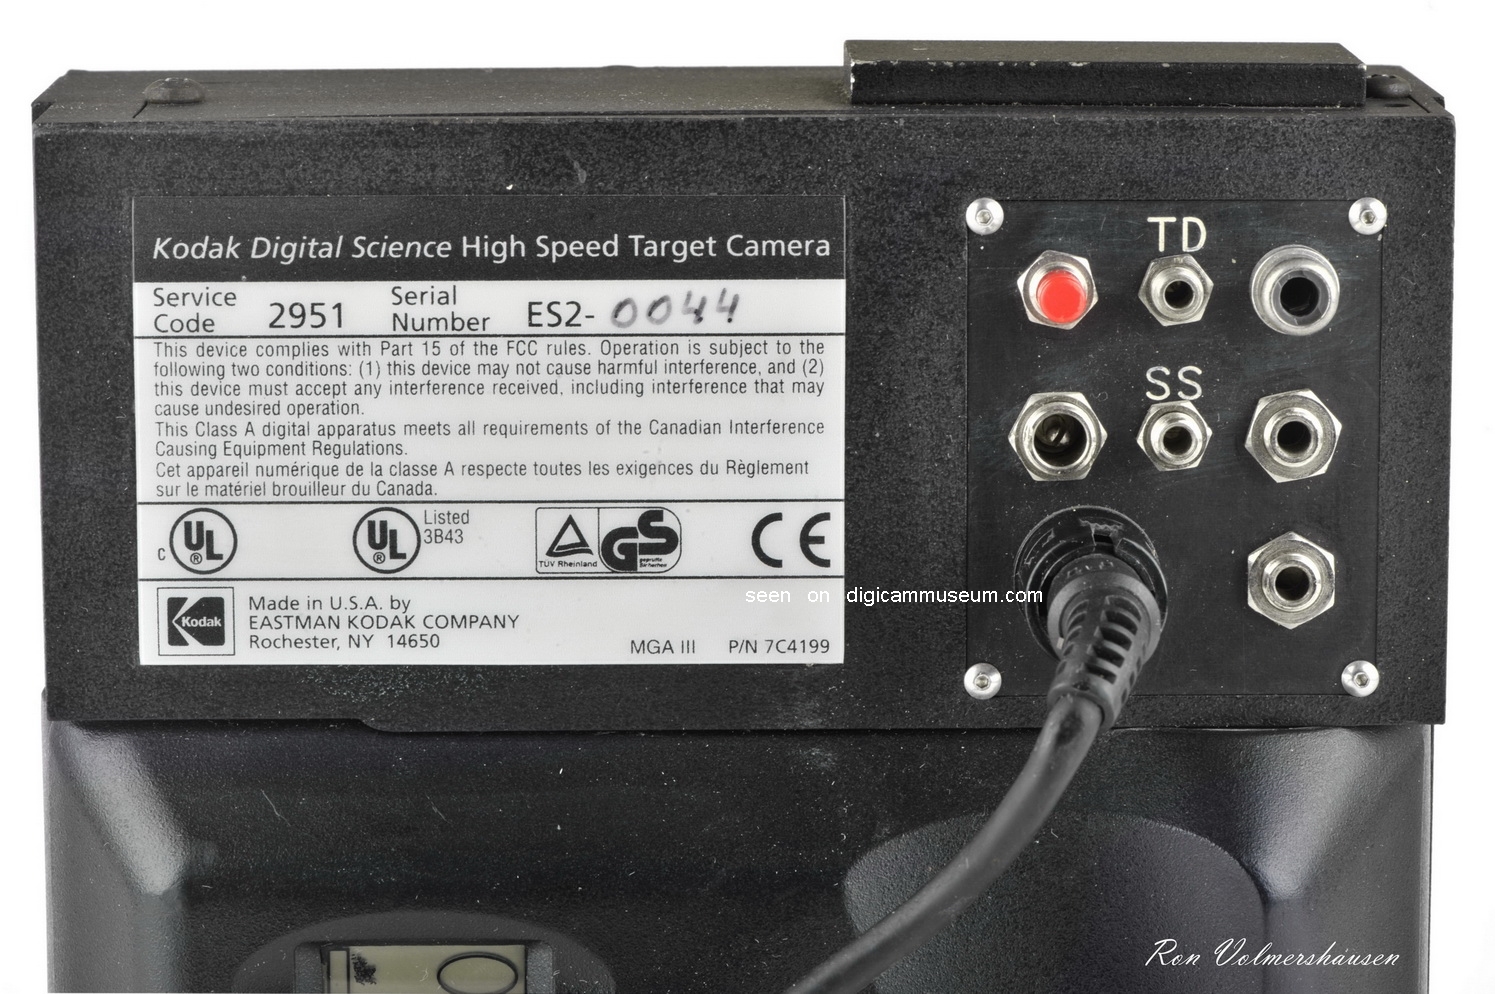 Kodak Digital Science High Speed Target Camera
Service Code 2951 Serial Number ES2-0044
This device complies with Part 15 of the FCC rules. Operation is subject to the
following two conditions: (1) this device may not cause harmful interference, and (2)
this device must accept any interference received, including interference that may
cause undesired operation.
This Class A digital apparatus meets all requirements of the Canadian Interference
Causing Equipment Regulations.
Cet appareil numérique de la classe A respecte toutes les exigences du Règlement
sur le matériel brouilleur du Canada.
C UL ® UL ® Listed 3B43 TÜV Rheinland GS geprüfte Sicherheit CE
Kodak
Made in U.S.A. by
EASTMAN KODAK COMPANY
Rochester, NY 14650
MGA III P/N 7C4199
TD
SS
seen on digicammuseum.com
Ron Volmershausen